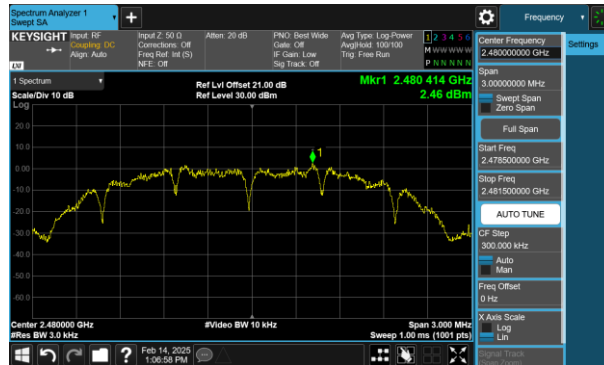 Spectrum Analyzer 1
Swept SA
+
Frequency
KEYSIGHT
Input: RF
Coupling: DC
Align: Auto
Input Z: 50 Ω
Corrections: Off
Freq Ref: Int (S)
NFE: Off
Atten: 20 dB
PNO: Best Wide
Gate: Off
IF Gain: Low
Sig Track: Off
Avg Type: Log-Power
Avg|Hold: 100/100
Trig: Free Run
1 2 3 4 5 6
M W W W W W
P N N N N N
LXI
Center Frequency
2.480000000 GHz
Settings
Span
3.00000000 MHz
Swept Span
Zero Span
Full Span
Start Freq
2.478500000 GHz
Stop Freq
2.481500000 GHz
AUTO TUNE
CF Step
300.000 kHz
Auto
Man
Freq Offset
0 Hz
X Axis Scale
Log
Lin
Signal Track
(Span Zoom)
1 Spectrum
Scale/Div 10 dB
Ref Lvl Offset 21.00 dB
Ref Level 30.00 dBm
Mkr1 2.480 414 GHz
2.46 dBm
Log
20.0
10.0
0.00
-10.0
-20.0
-30.0
-40.0
-50.0
-60.0
1
Center 2.480000 GHz
#Res BW 3.0 kHz
#Video BW 10 kHz
Span 3.000 MHz
Sweep 1.00 ms (1001 pts)
?
Feb 14, 2025
1:06:58 PM